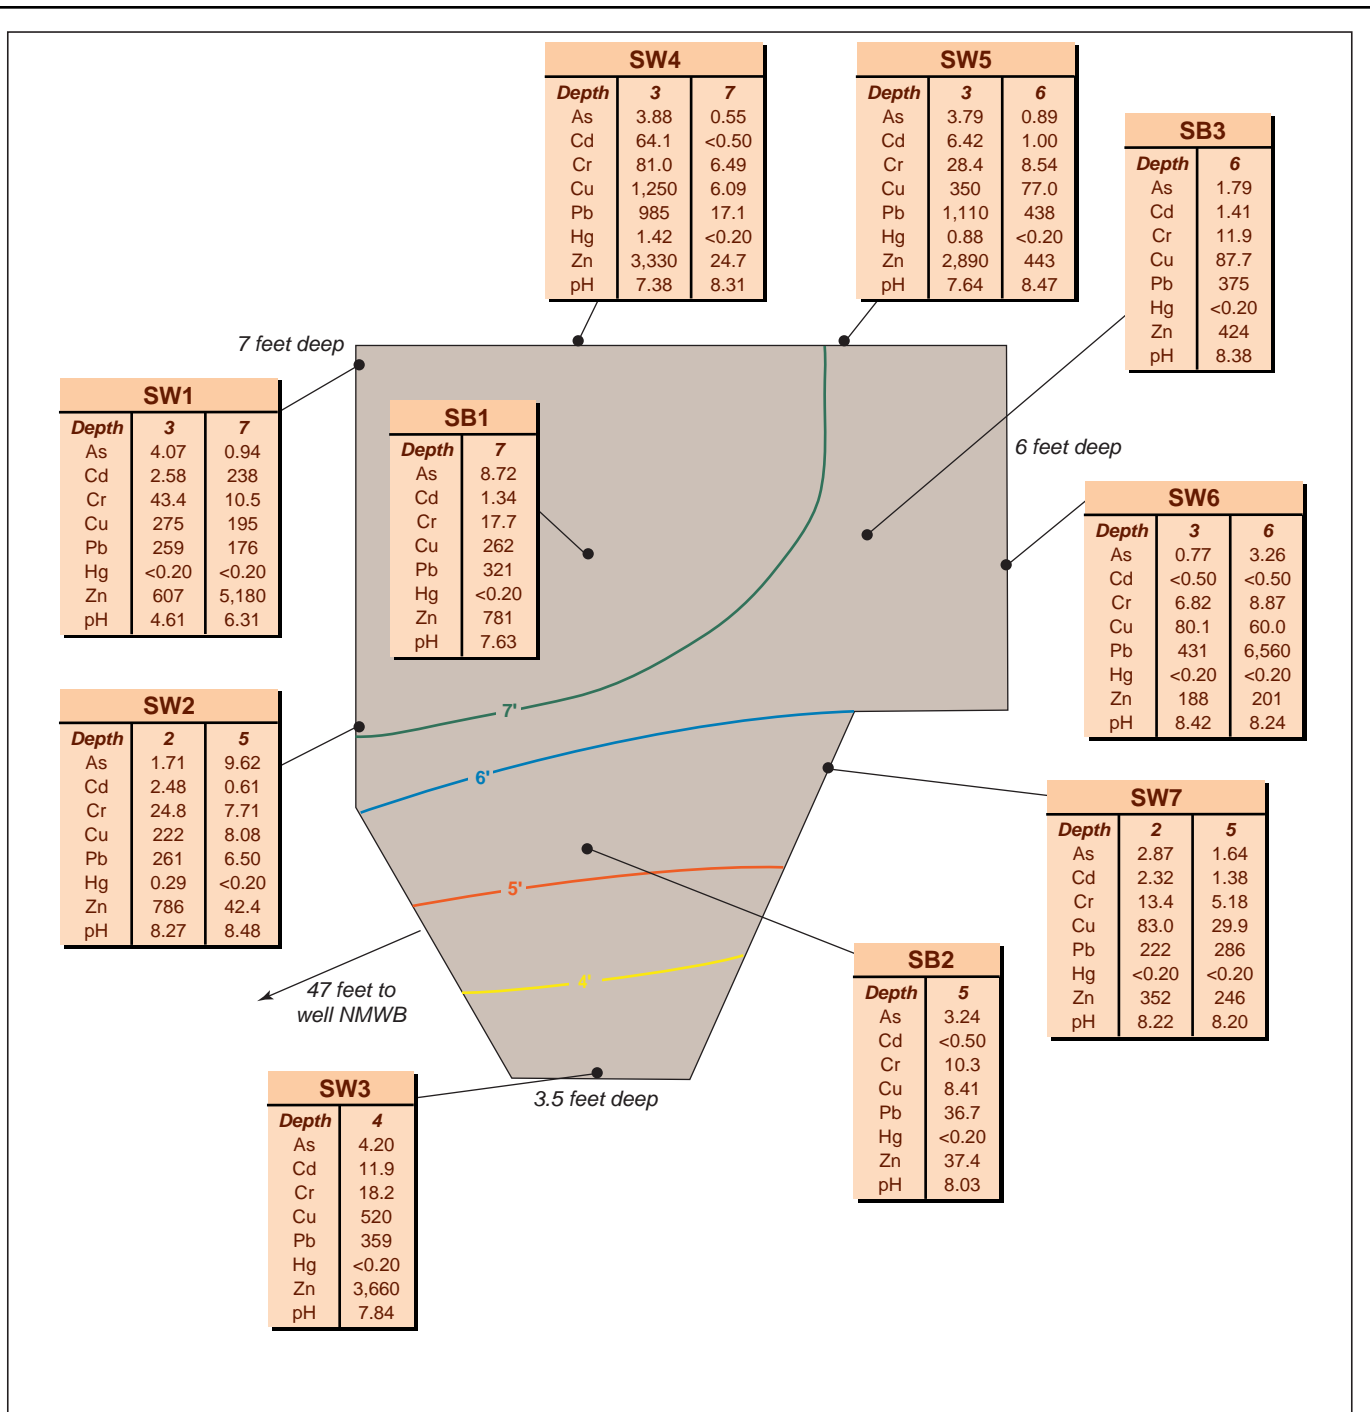 SW4
Depth 3 7
As 3.88 0.55
Cd 64.1 <0.50
Cr 81.0 6.49
Cu 1,250 6.09
Pb 985 17.1
Hg 1.42 <0.20
Zn 3,330 24.7
pH 7.38 8.31
SW5
Depth 3 6
As 3.79 0.89
Cd 6.42 1.00
Cr 28.4 8.54
Cu 350 77.0
Pb 1,110 438
Hg 0.88 <0.20
Zn 2,890 443
pH 7.64 8.47
SB3
Depth 6
As 1.79
Cd 1.41
Cr 11.9
Cu 87.7
Pb 375
Hg <0.20
Zn 424
pH 8.38
7 feet deep
SW1
Depth 3 7
As 4.07 0.94
Cd 2.58 238
Cr 43.4 10.5
Cu 275 195
Pb 259 176
Hg <0.20 <0.20
Zn 607 5,180
pH 4.61 6.31
SB1
Depth 7
As 8.72
Cd 1.34
Cr 17.7
Cu 262
Pb 321
Hg <0.20
Zn 781
pH 7.63
6 feet deep
SW6
Depth 3 6
As 0.77 3.26
Cd <0.50 <0.50
Cr 6.82 8.87
Cu 80.1 60.0
Pb 431 6,560
Hg <0.20 <0.20
Zn 188 201
pH 8.42 8.24
SW2
Depth 2 5
As 1.71 9.62
Cd 2.48 0.61
Cr 24.8 7.71
Cu 222 8.08
Pb 261 6.50
Hg 0.29 <0.20
Zn 786 42.4
pH 8.27 8.48
7'
6'
5'
4'
SW7
Depth 2 5
As 2.87 1.64
Cd 2.32 1.38
Cr 13.4 5.18
Cu 83.0 29.9
Pb 222 286
Hg <0.20 <0.20
Zn 352 246
pH 8.22 8.20
47 feet to
well NMWB
SB2
Depth 5
As 3.24
Cd <0.50
Cr 10.3
Cu 8.41
Pb 36.7
Hg <0.20
Zn 37.4
pH 8.03
SW3
Depth 4
As 4.20
Cd 11.9
Cr 18.2
Cu 520
Pb 359
Hg <0.20
Zn 3,660
pH 7.84
3.5 feet deep